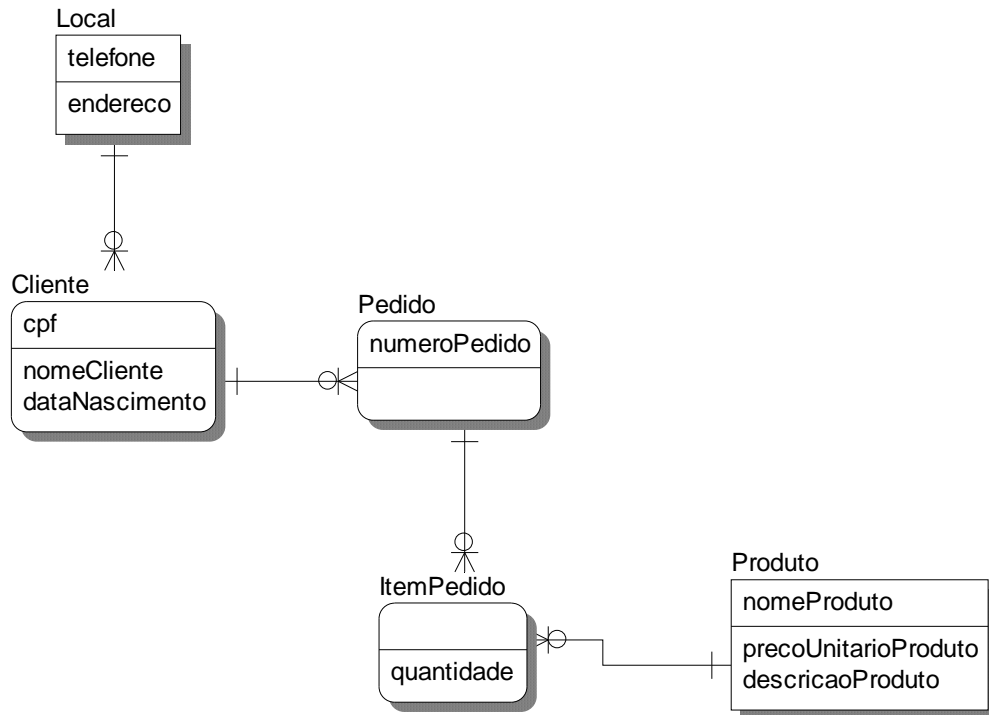 Local
telefone
endereco
Cliente
cpf
nomeCliente
dataNascimento
Pedido
numeroPedido
ItemPedido
quantidade
Produto
nomeProduto
precoUnitarioProduto
descricaoProduto